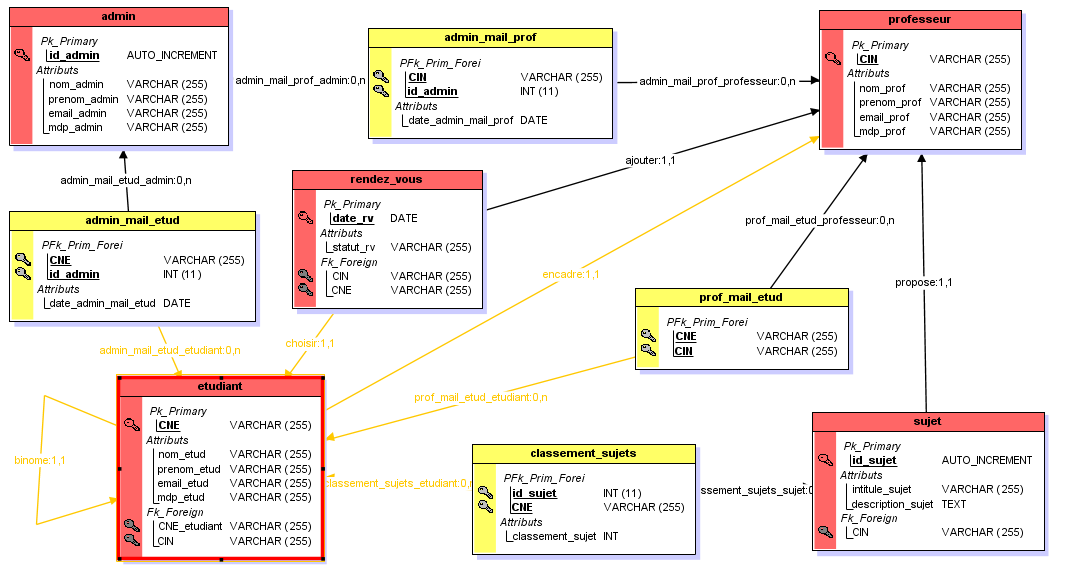 admin
Pk_Primary
id_admin AUTO_INCREMENT
Attributs
nom_admin VARCHAR (255)
prenom_admin VARCHAR (255)
email_admin VARCHAR (255)
mdp_admin VARCHAR (255)
admin_mail_prof_admin:0,n
admin_mail_prof
PFk_Prim_Forei
CIN VARCHAR (255)
id_admin INT (11)
Attributs
date_admin_mail_prof DATE
admin_mail_prof_professeur:0,n
professeur
Pk_Primary
CIN VARCHAR (255)
Attributs
nom_prof VARCHAR (255)
prenom_prof VARCHAR (255)
email_prof VARCHAR (255)
mdp_prof VARCHAR (255)
admin_mail_etud_admin:0,n
ajouter:1,1
rendez_vous
Pk_Primary
date_rv DATE
Attributs
statut_rv VARCHAR (255)
Fk_Foreign
CIN VARCHAR (255)
CNE VARCHAR (255)
admin_mail_etud
PFk_Prim_Forei
CNE VARCHAR (255)
id_admin INT (11)
Attributs
date_admin_mail_etud DATE
prof_mail_etud_professeur:0,n
encadre:1,1
propose:1,1
prof_mail_etud
PFk_Prim_Forei
CNE VARCHAR (255)
CIN VARCHAR (255)
admin_mail_etud_etudiant:0,n
choisir:1,1
etudiant
Pk_Primary
CNE VARCHAR (255)
Attributs
nom_etud VARCHAR (255)
prenom_etud VARCHAR (255)
email_etud VARCHAR (255)
mdp_etud VARCHAR (255)
Fk_Foreign
CNE_etudiant VARCHAR (255)
CIN VARCHAR (255)
binome:1,1
prof_mail_etud_etudiant:0,n
classement_sujets_etudiant:0,n
classement_sujets
PFk_Prim_Forei
id_sujet INT (11)
CNE VARCHAR (255)
Attributs
classement_sujet INT
ssement_sujets_sujet:0
sujet
Pk_Primary
id_sujet AUTO_INCREMENT
Attributs
intitule_sujet VARCHAR (255)
description_sujet TEXT
Fk_Foreign
CIN VARCHAR (255)